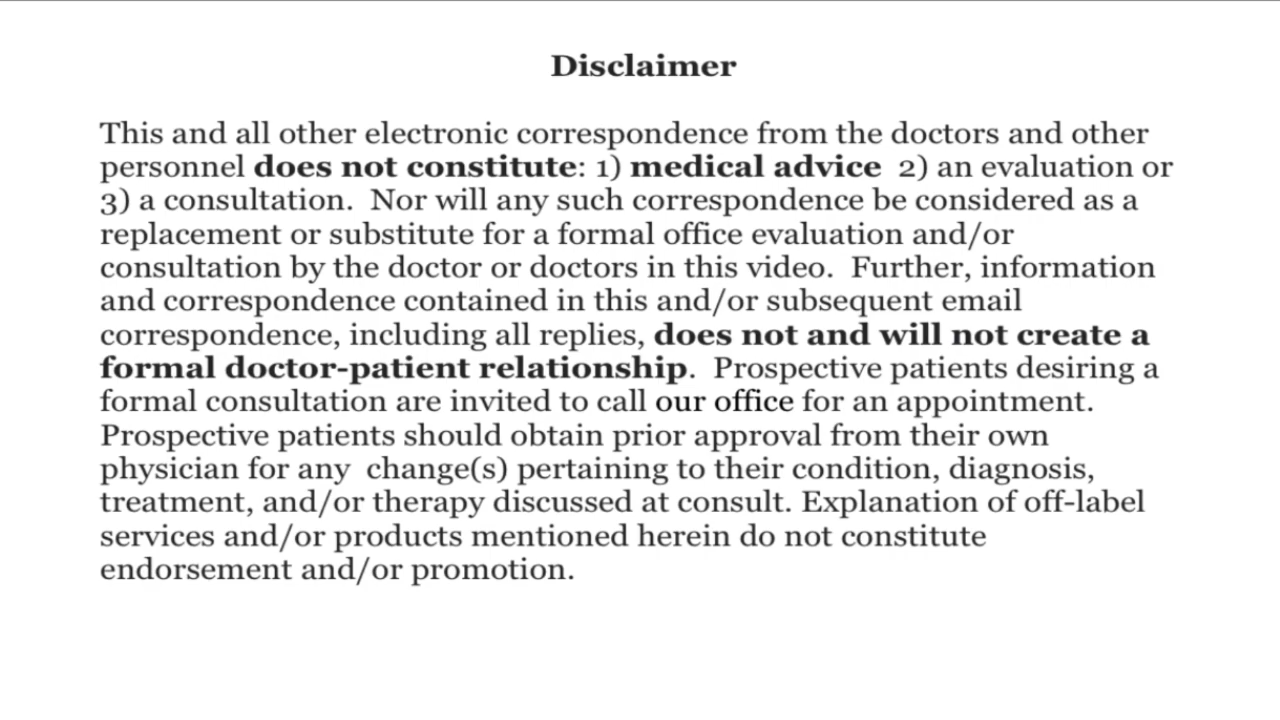 Disclaimer
This and all other electronic correspondence from the doctors and other
personnel does not constitute: 1) medical advice  2) an evaluation or
3) a consultation.  Nor will any such correspondence be considered as a
replacement or substitute for a formal office evaluation and/or
consultation by the doctor or doctors in this video.  Further, information
and correspondence contained in this and/or subsequent email
correspondence, including all replies, does not and will not create a
formal doctor-patient relationship.  Prospective patients desiring a
formal consultation are invited to call our office for an appointment.
Prospective patients should obtain prior approval from their own
physician for any  change(s) pertaining to their condition, diagnosis,
treatment, and/or therapy discussed at consult. Explanation of off-label
services and/or products mentioned herein do not constitute
endorsement and/or promotion.